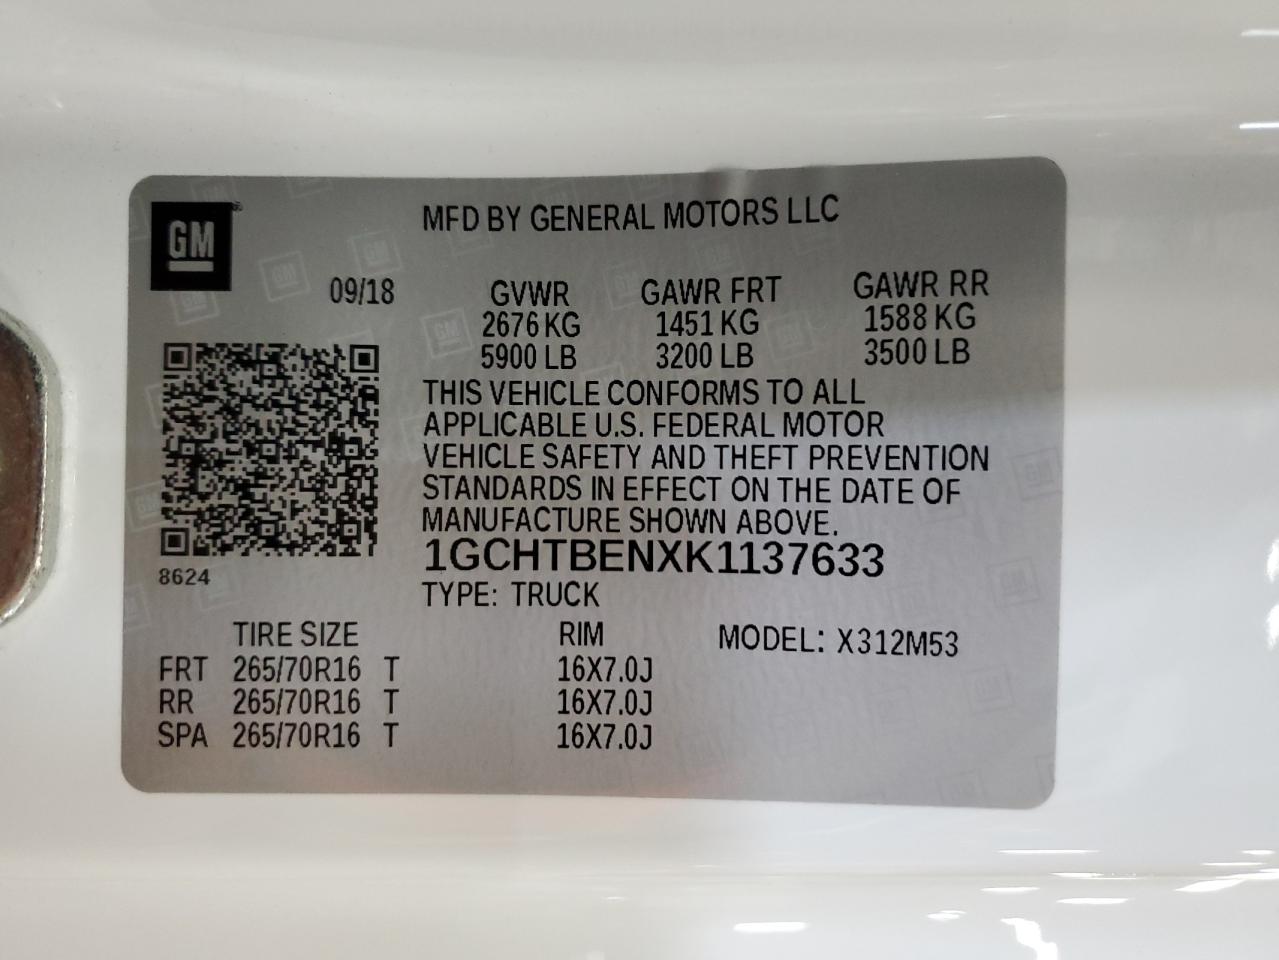 GM®
MFD BY GENERAL MOTORS LLC
09/18 GVWR GAWR FRT GAWR RR
2676 KG 1451 KG 1588 KG
5900 LB 3200 LB 3500 LB
THIS VEHICLE CONFORMS TO ALL
APPLICABLE U.S. FEDERAL MOTOR
VEHICLE SAFETY AND THEFT PREVENTION
STANDARDS IN EFFECT ON THE DATE OF
MANUFACTURE SHOWN ABOVE.
1GCHTBENXK1137633
8624
TYPE: TRUCK
TIRE SIZE RIM MODEL: X312M53
FRT 265/70R16 T 16X7.0J
RR 265/70R16 T 16X7.0J
SPA 265/70R16 T 16X7.0J